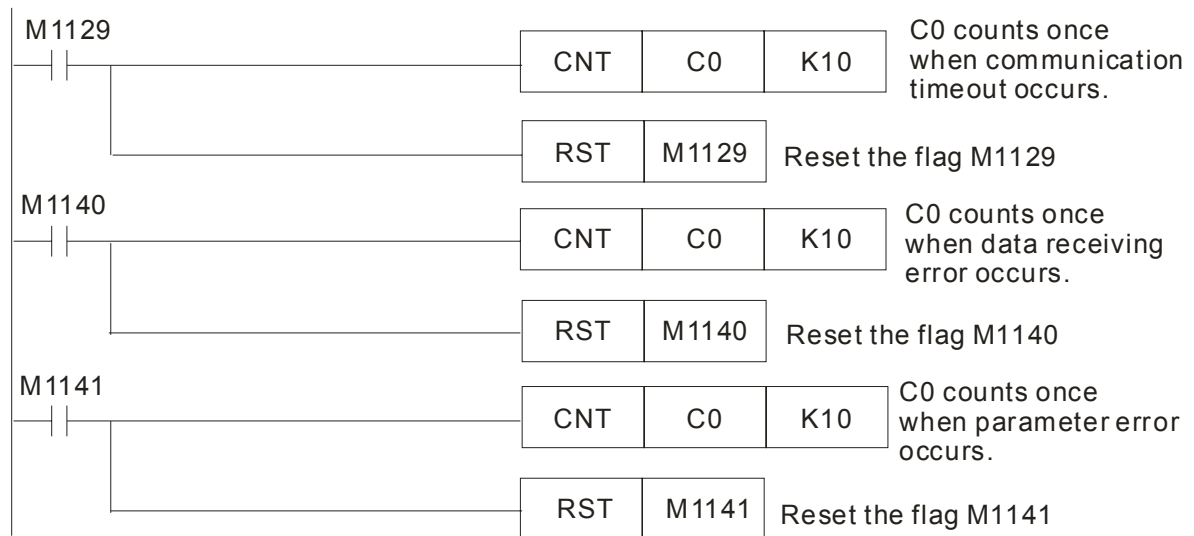 M1129
CNT C0 K10
C0 counts once
when communication
timeout occurs.
RST M1129
Reset the flag M1129
M1140
CNT C0 K10
C0 counts once
when data receiving
error occurs.
RST M1140
Reset the flag M1140
M1141
CNT C0 K10
C0 counts once
when parameter error
occurs.
RST M1141
Reset the flag M1141